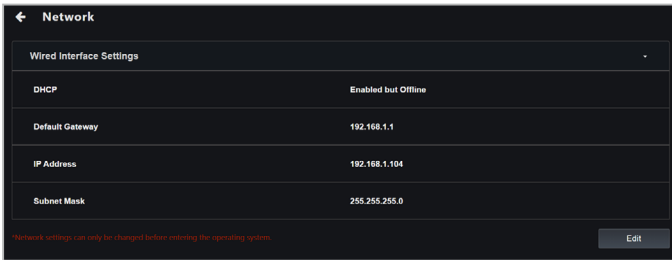 Network
Wired Interface Settings
DHCP Enabled but Offline
Default Gateway 192.168.1.1
IP Address 192.168.1.104
Subnet Mask 255.255.255.0
*Network settings can only be changed before entering the operating system.
Edit